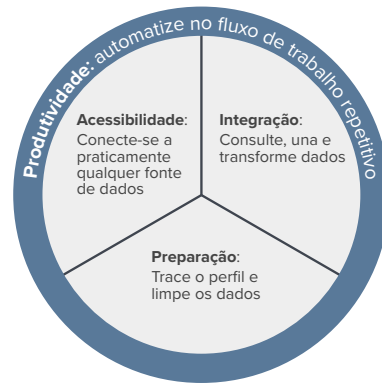 Produtividade: automatize no fluxo de trabalho repetitivo
Acessibilidade:
Conecte-se a
praticamente
qualquer fonte
de dados
Integração:
Consulte, una e
transforme dados
Preparação:
Trace o perfil e
limpe os dados